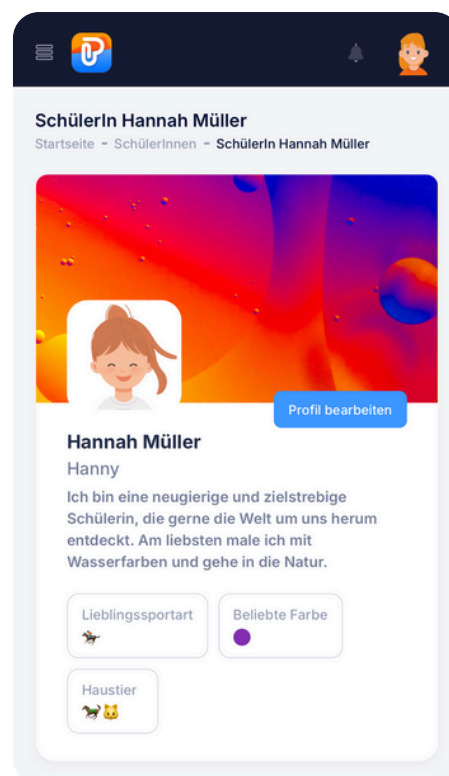 SchülerIn Hannah Müller
Startseite - SchülerInnen - SchülerIn Hannah Müller
Profil bearbeiten
Hannah Müller
Hanny
Ich bin eine neugierige und zielstrebige
Schülerin, die gerne die Welt um uns herum
entdeckt. Am liebsten male ich mit
Wasserfarben und gehe in die Natur.
Lieblingssportart
Beliebte Farbe
Haustier